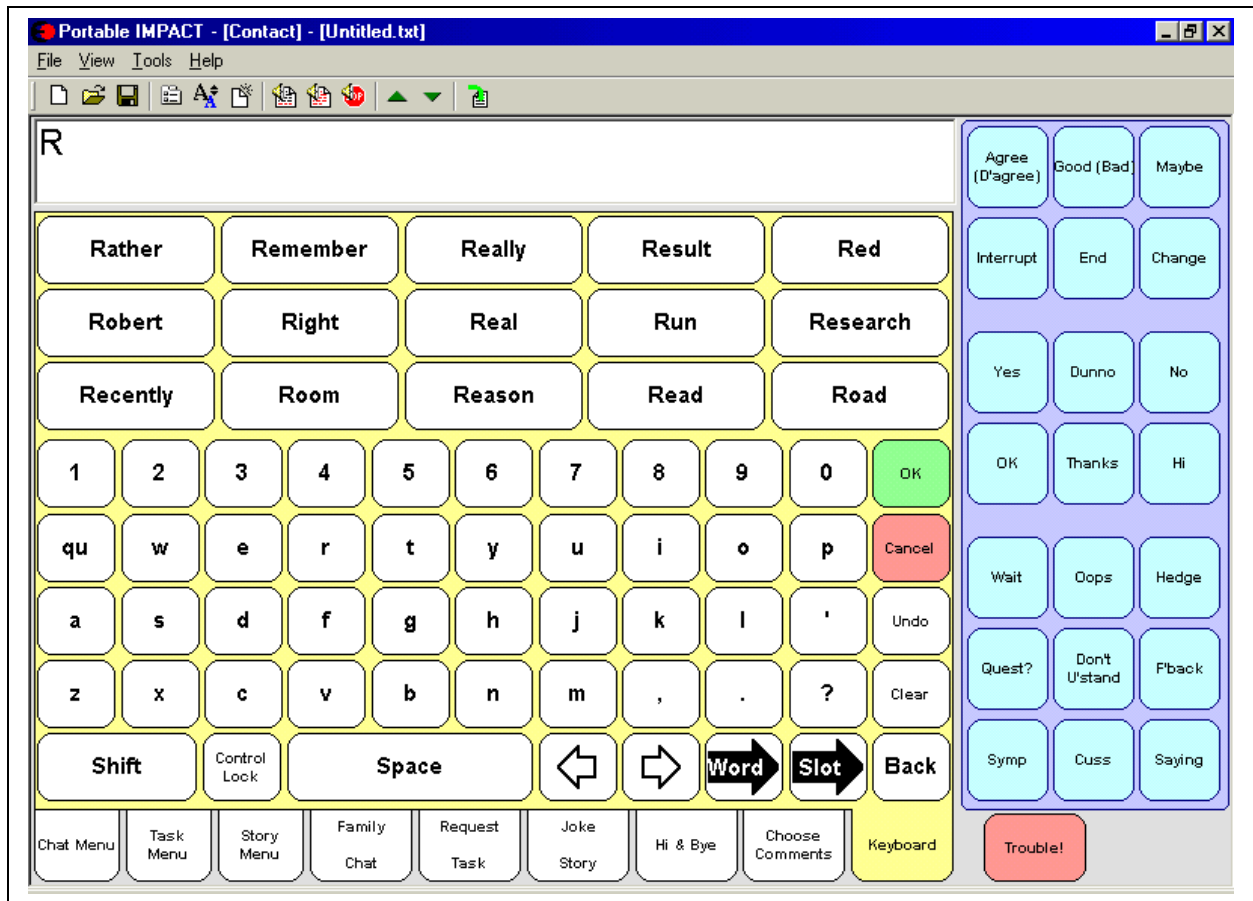 Portable IMPACT - [Contact] - [Untitled.txt]
File View Tools Help
R
Rather Remember Really Result Red
Robert Right Real Run Research
Recently Room Reason Read Road
1 2 3 4 5 6 7 8 9 0 OK
qu w e r t y u i o p Cancel
a s d f g h j k l ' Undo
z x c v b n m , . ? Clear
Shift Control Lock Space Word Slot Back
Chat Menu Task Menu Story Menu Family Chat Request Task Joke Story Hi & Bye Choose Comments Keyboard
Agree (D'agree) Good (Bad) Maybe
Interrupt End Change
Yes Dunno No
OK Thanks Hi
Wait Oops Hedge
Quest? Don't U'stand F'back
Symp Cuss Saying
Trouble!